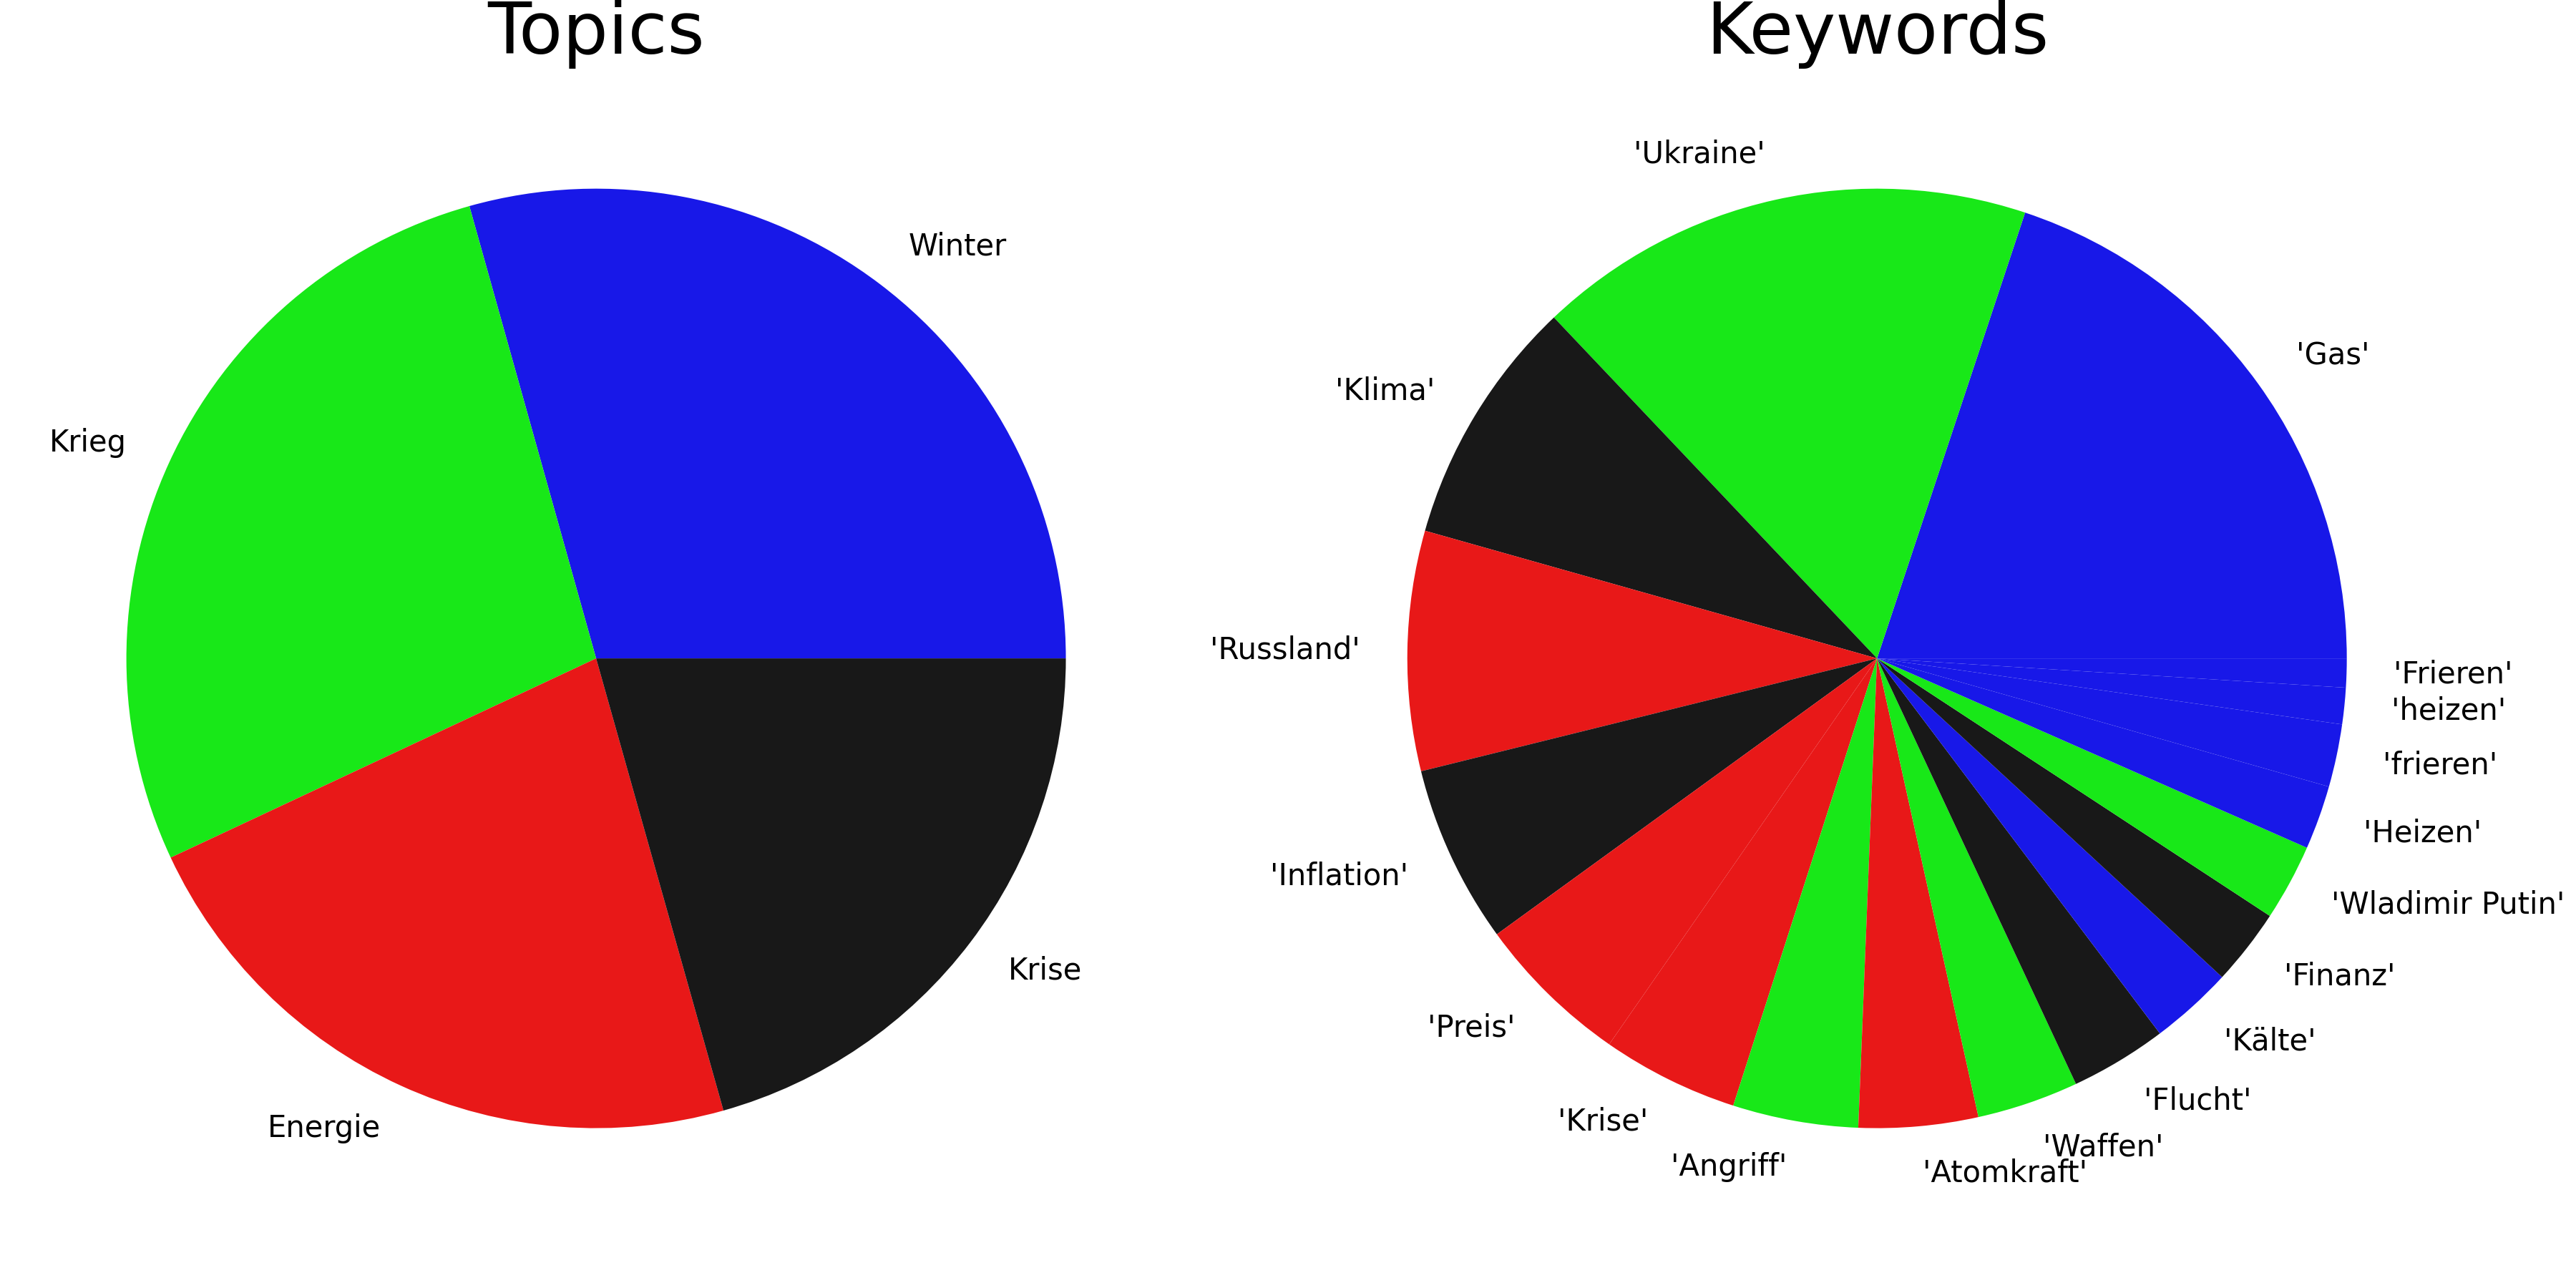 Topics
Winter
Krieg
Energie
Krise
Keywords
'Gas'
'Ukraine'
'Klima'
'Russland'
'Inflation'
'Preis'
'Krise'
'Angriff'
'Atomkraft'
'Waffen'
'Flucht'
'Kälte'
'Finanz'
'Wladimir Putin'
'Heizen'
'frieren'
'heizen'
'Frieren'